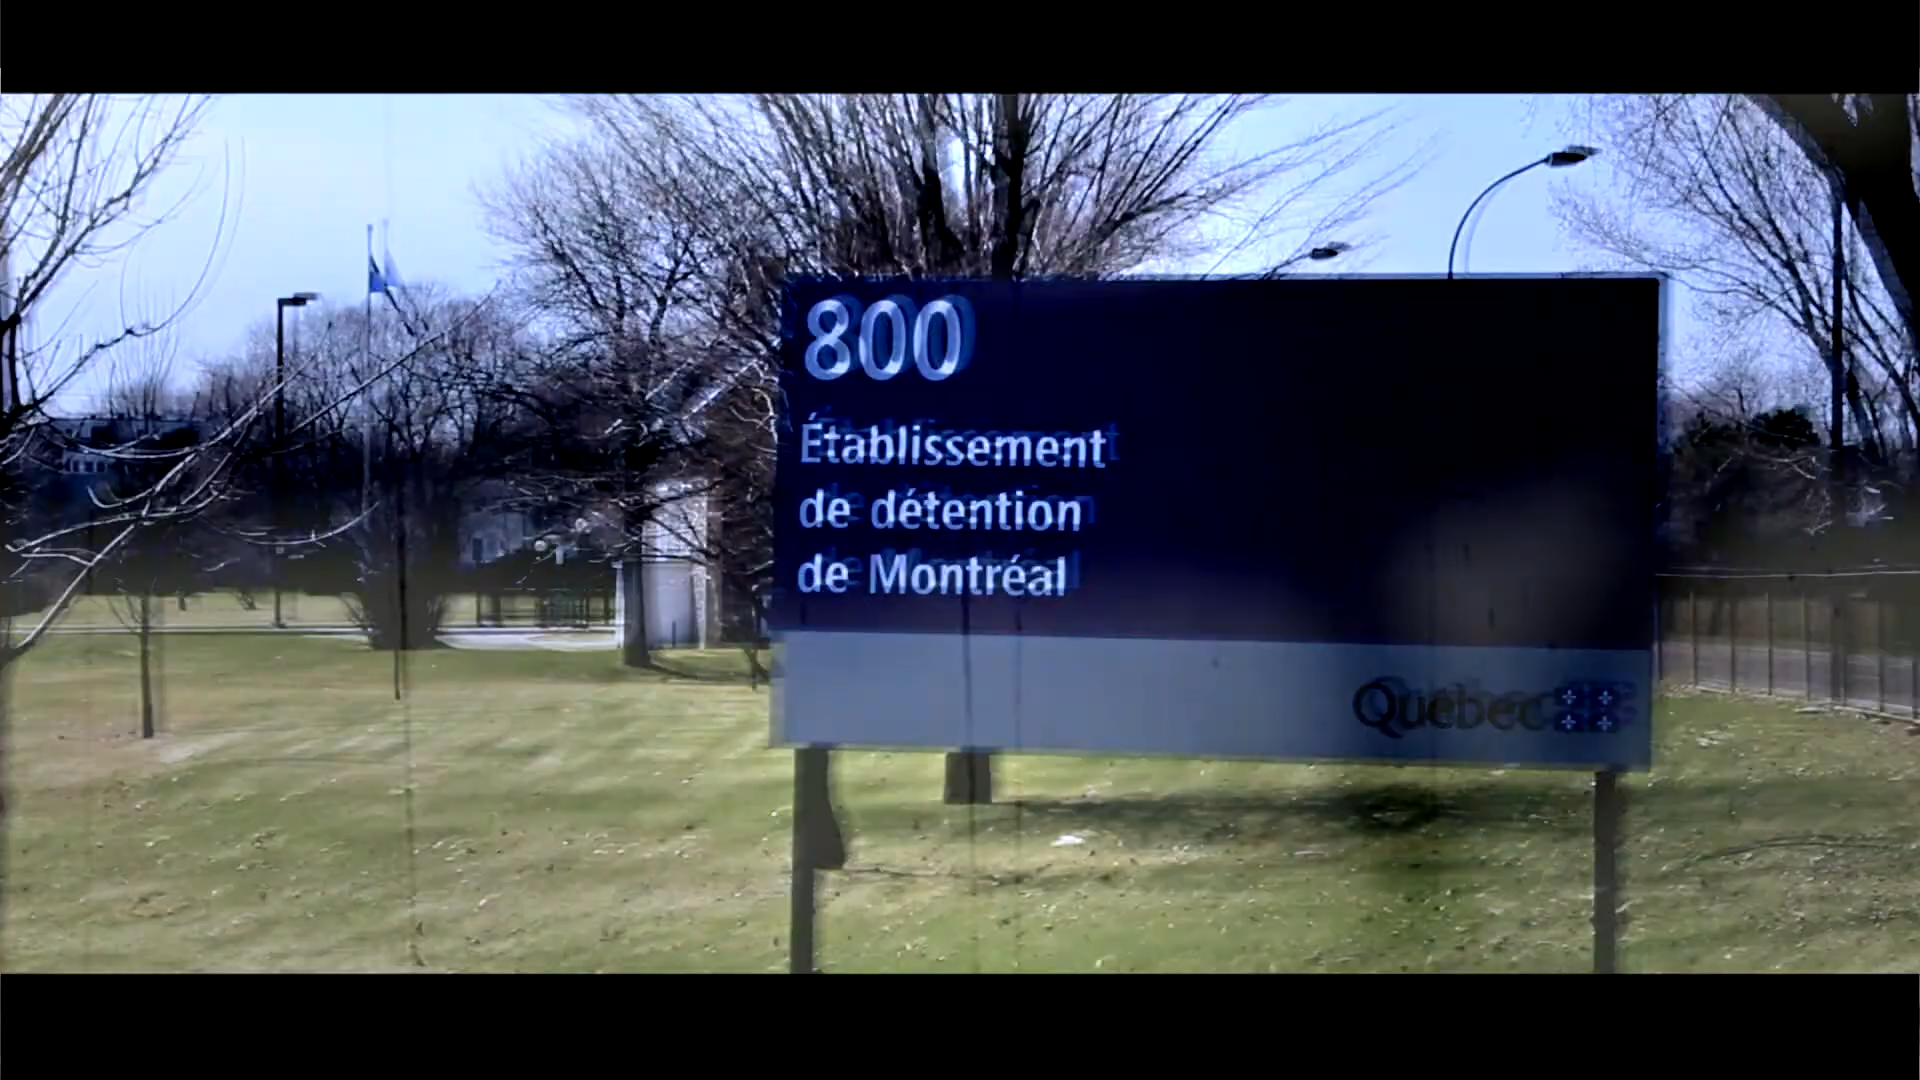 800
Établissement
de détention
de Montréal
Québec